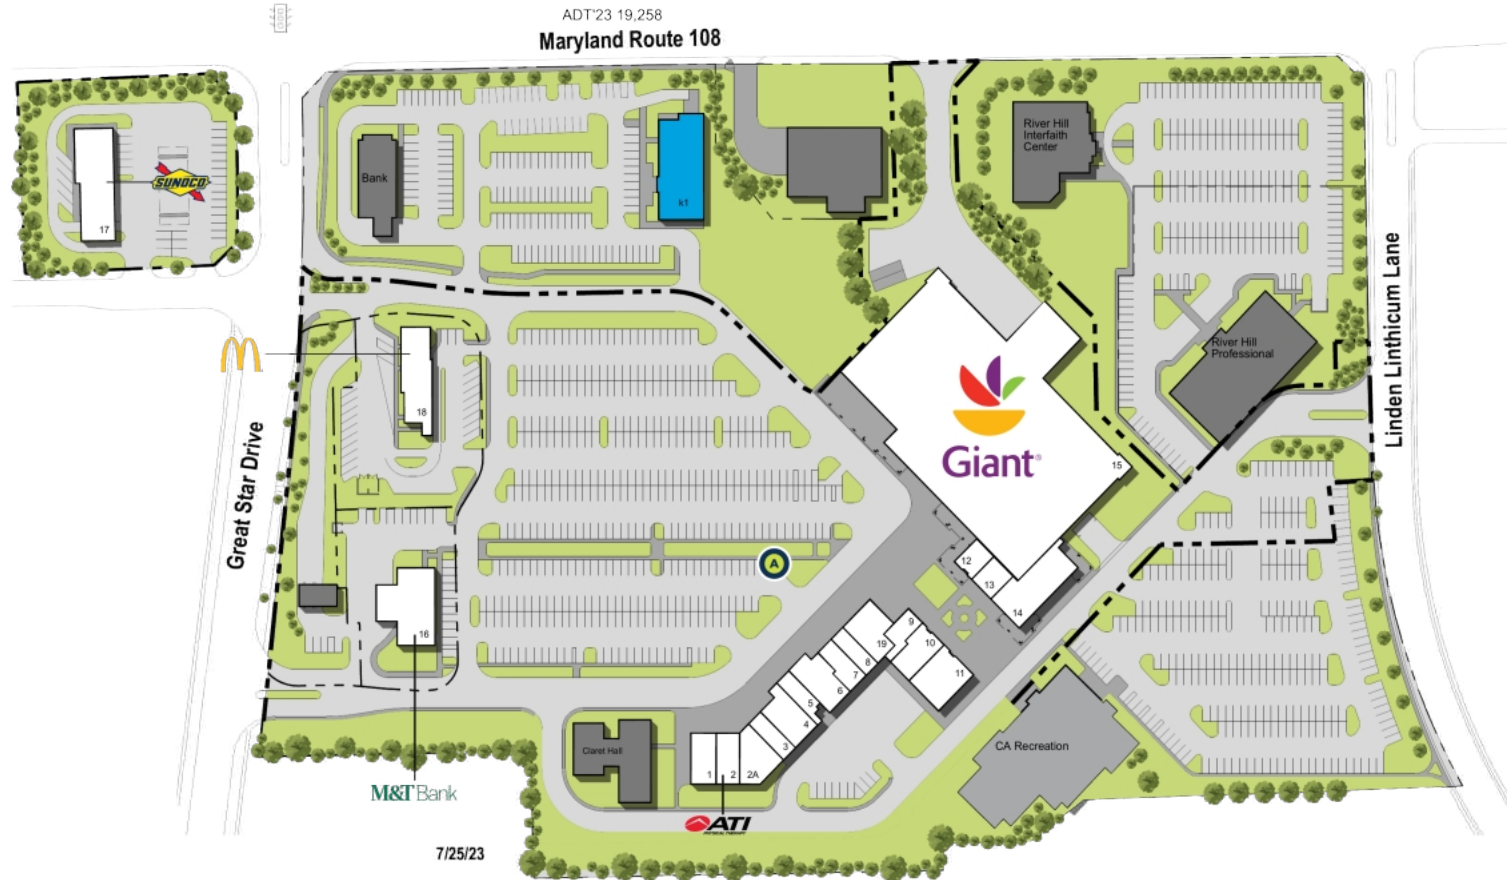 ADT'23 19,258
Maryland Route 108
River Hill
Interfaith
Center
Bank
SUNOCO
k1
17
Linden Linthicum Lane
River Hill
Professional
18
Giant
15
Great Star Drive
A
12
13
14
16
9
10
19
11
8
7
6
5
4
3
CA Recreation
Claret Hall
1
2
2A
M&T Bank
ATI
PHYSICAL THERAPY
7/25/23